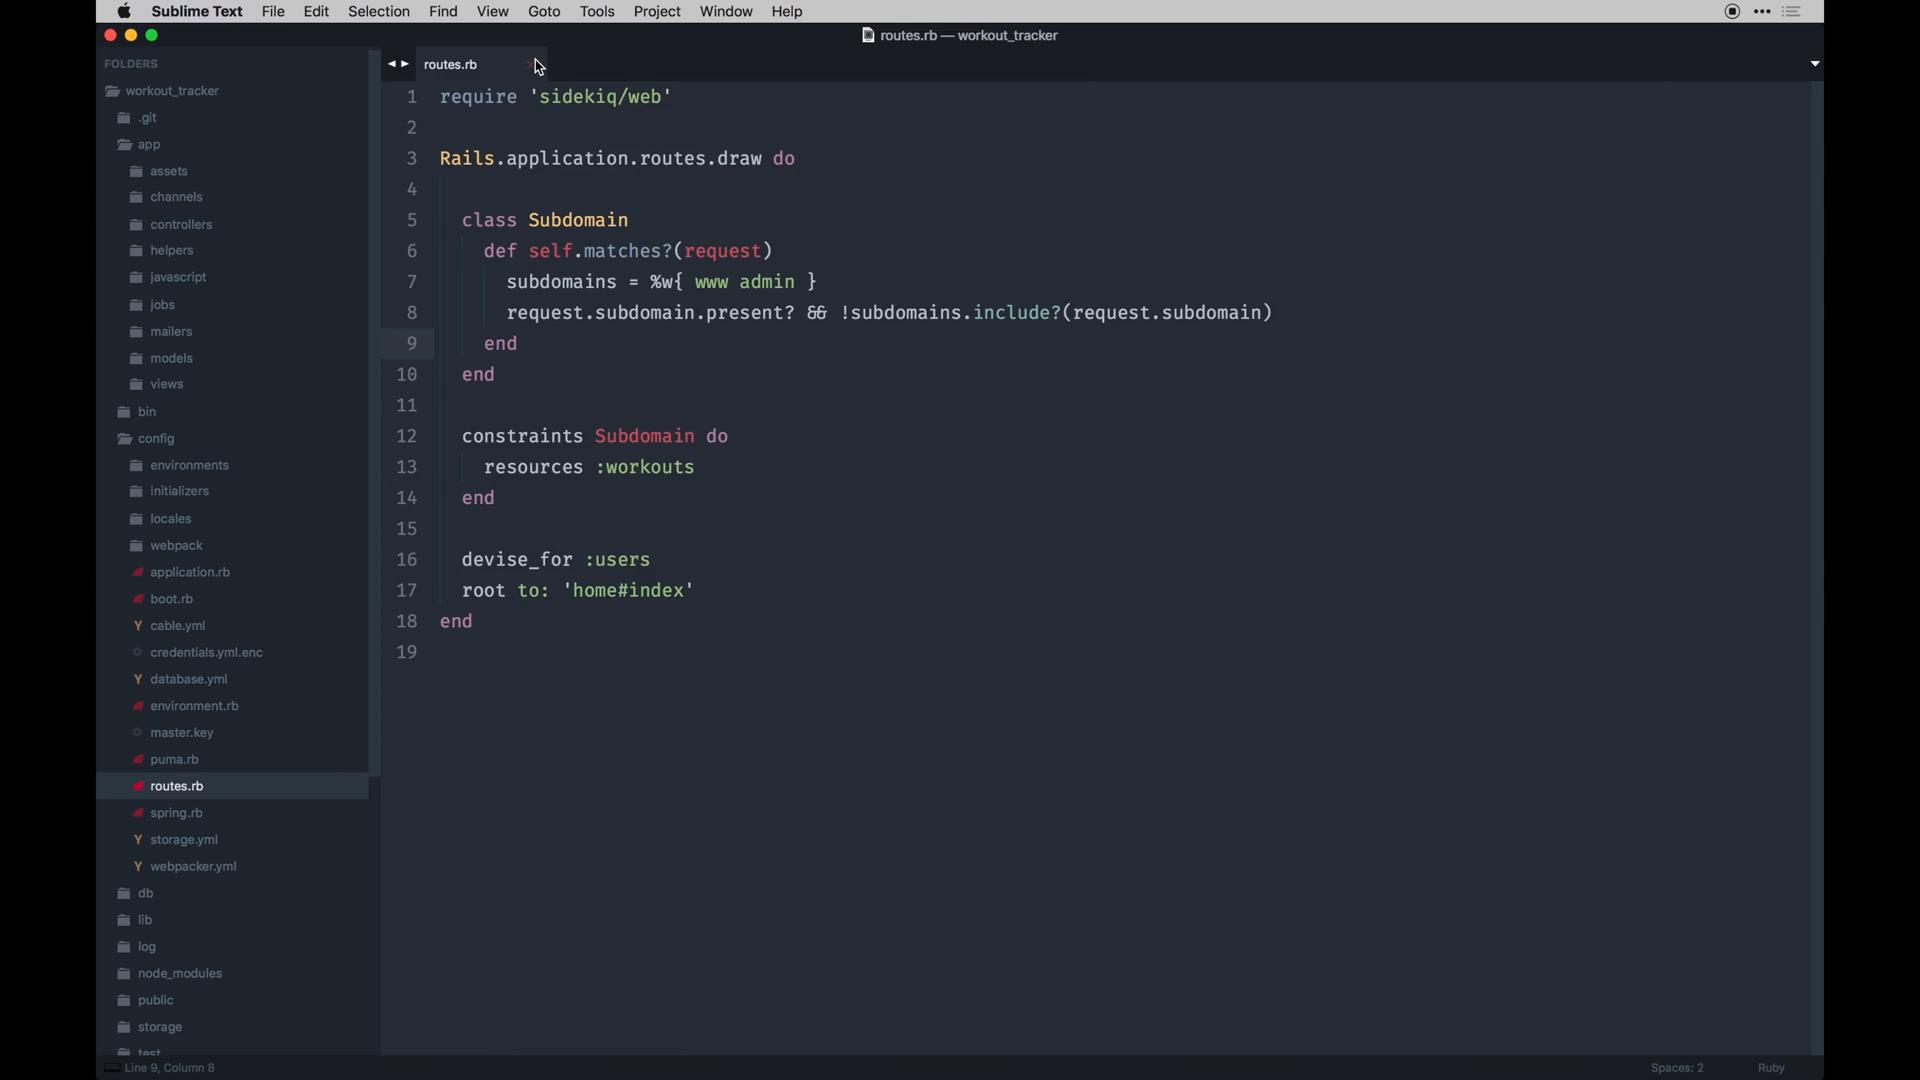 Sublime Text File Edit Selection Find View Goto Tools Project Window Help
routes.rb — workout_tracker
FOLDERS
workout_tracker
.git
app
assets
channels
controllers
helpers
javascript
jobs
mailers
models
views
bin
config
environments
initializers
locales
webpack
application.rb
boot.rb
cable.yml
credentials.yml.enc
database.yml
environment.rb
master.key
puma.rb
routes.rb
spring.rb
storage.yml
webpacker.yml
db
lib
log
node_modules
public
storage
test
routes.rb
1 require 'sidekiq/web'
2
3 Rails.application.routes.draw do
4
5 class Subdomain
6 def self.matches?(request)
7 subdomains = %w{ www admin }
8 request.subdomain.present? && !subdomains.include?(request.subdomain)
9 end
10 end
11
12 constraints Subdomain do
13 resources :workouts
14 end
15
16 devise_for :users
17 root to: 'home#index'
18 end
19
Line 9, Column 8
Spaces: 2
Ruby